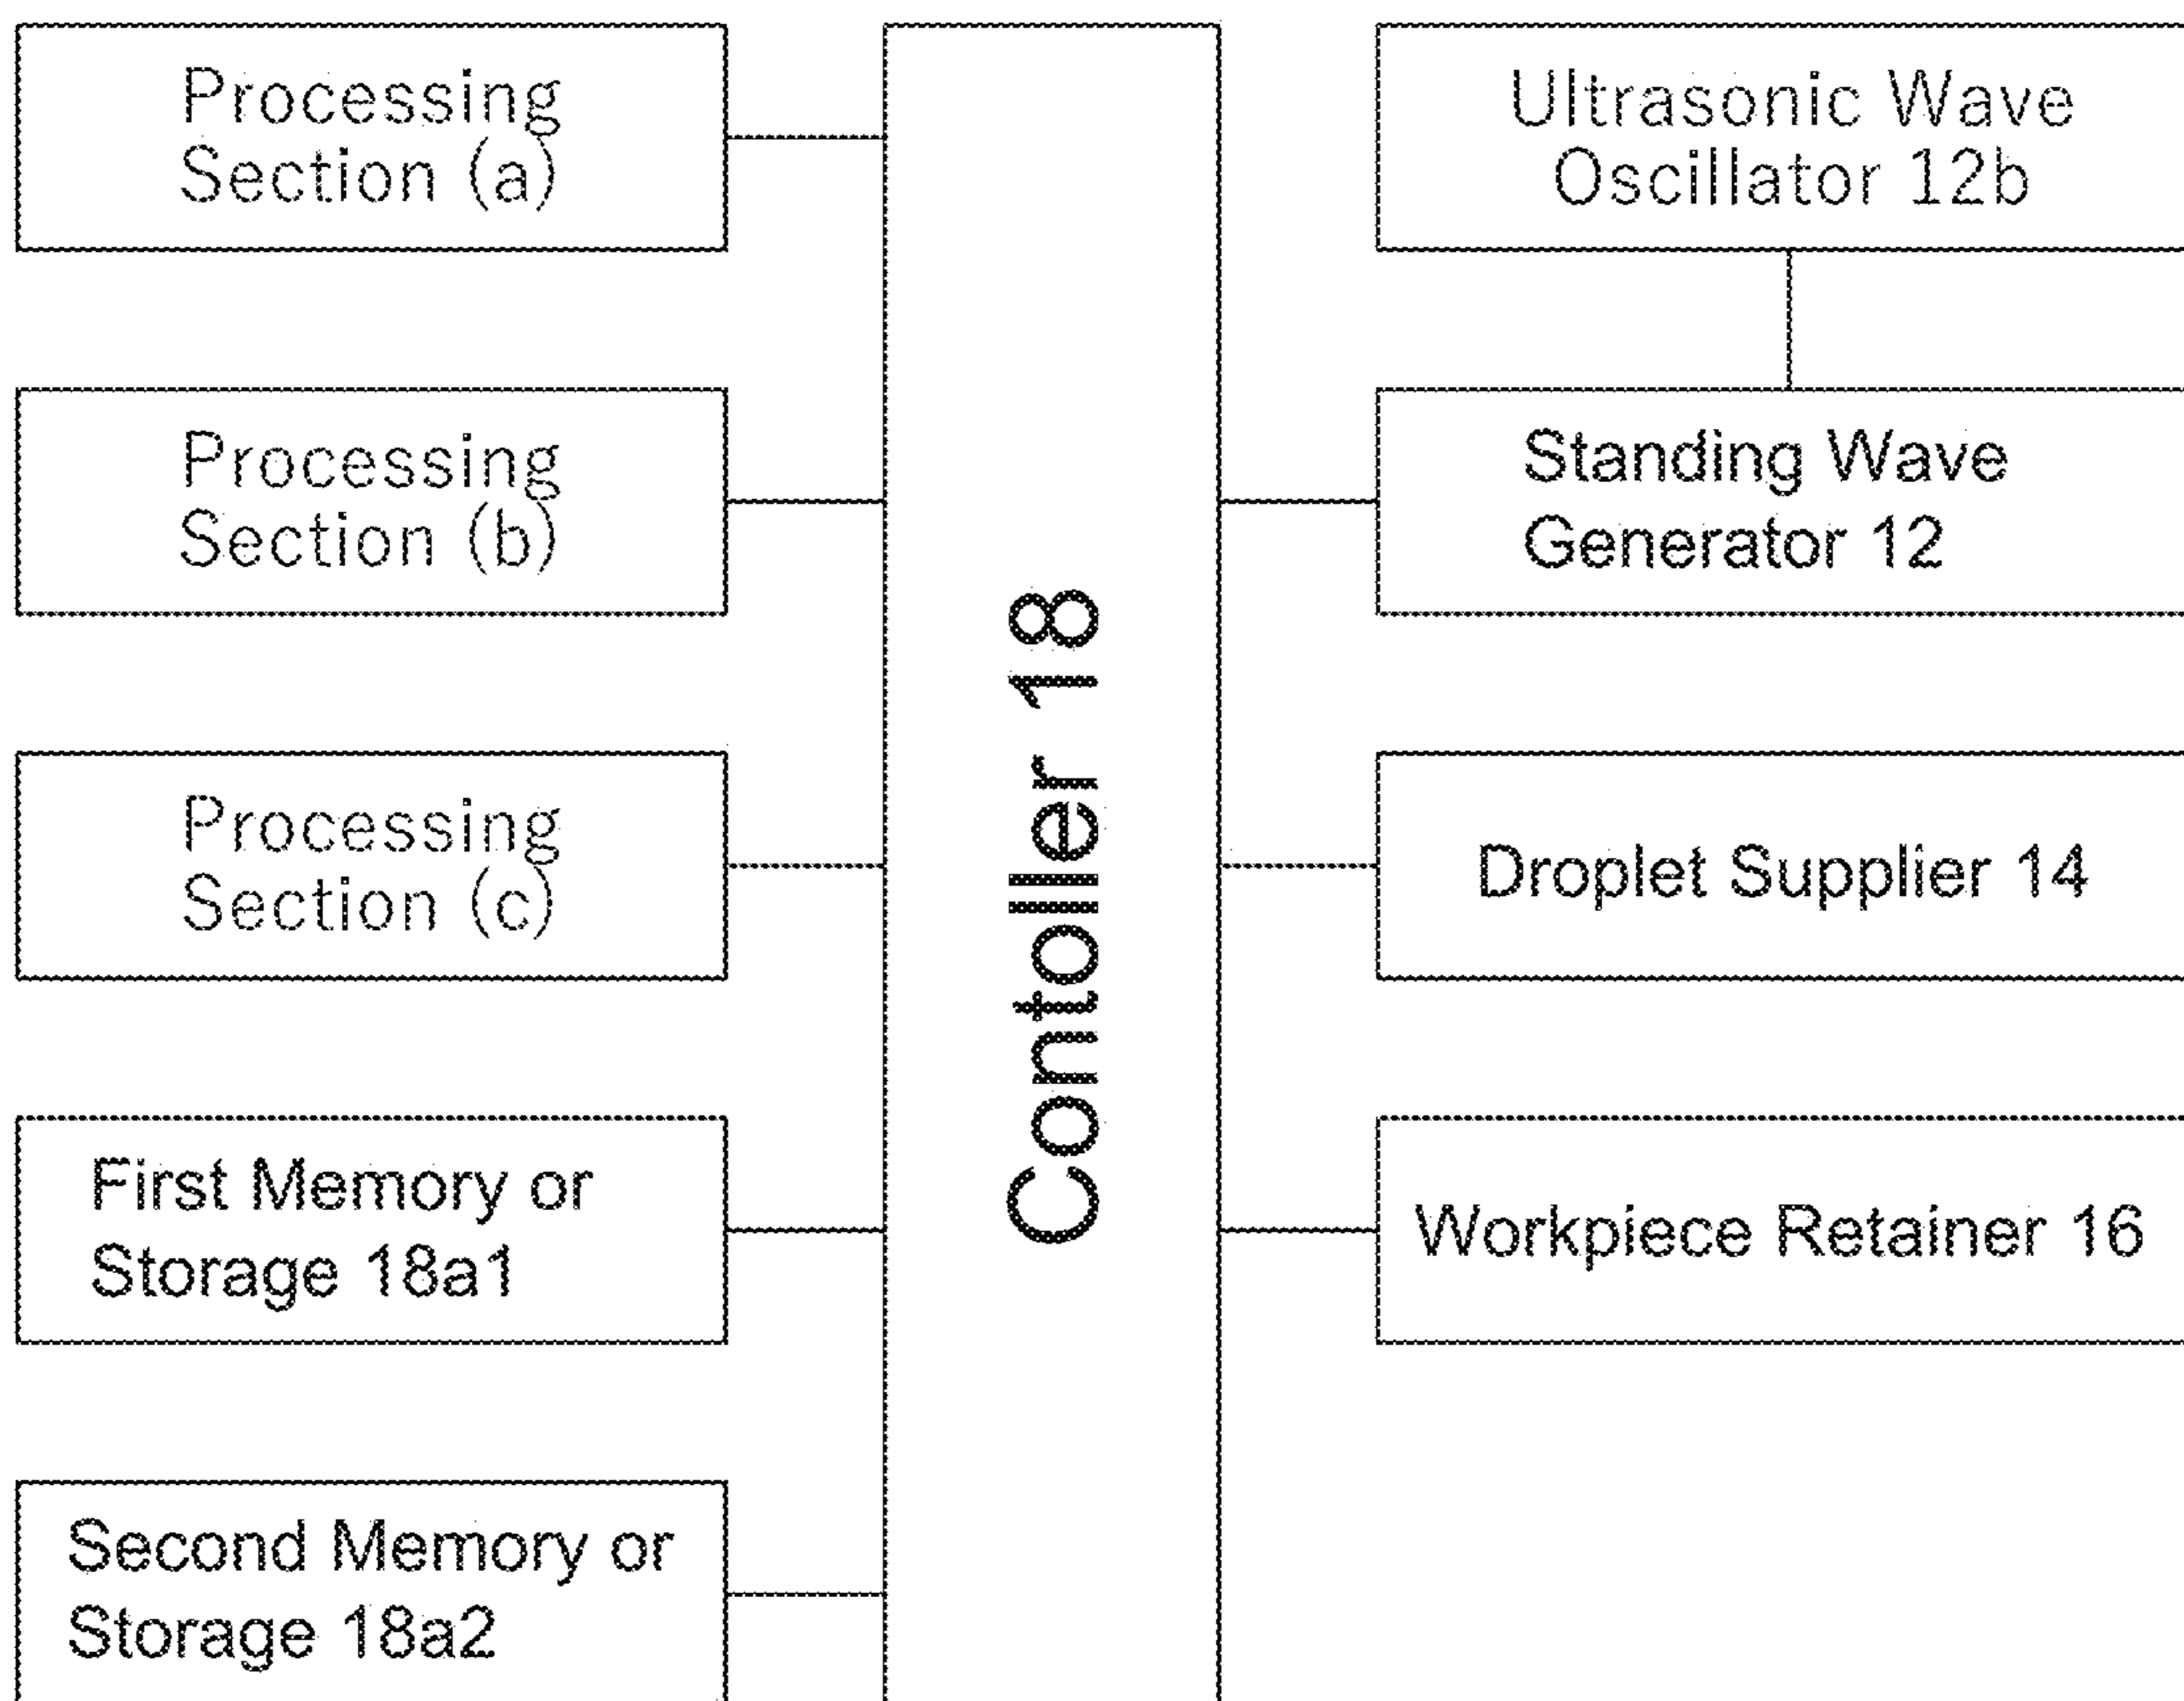 Processing
Section (a)
Processing
Section (b)
Processing
Section (c)
First Memory or
Storage 18a1
Second Memory or
Storage 18a2
Contoller 18
Ultrasonic Wave
Oscillator 12b
Standing Wave
Generator 12
Droplet Supplier 14
Workpiece Retainer 16